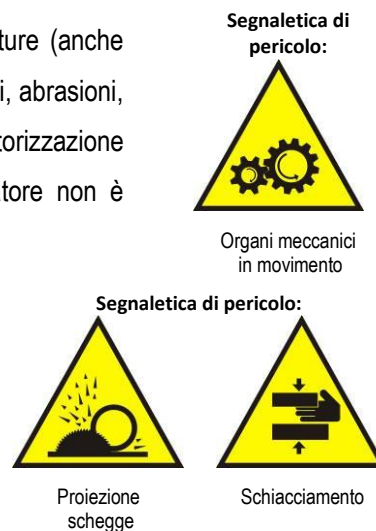 ture (anche
i, abrasioni,
torizzazione
tore non è
Segnaletica di
pericolo:
Organi meccanici
in movimento
Segnaletica di pericolo:
Proiezione
schegge
Schiacciamento